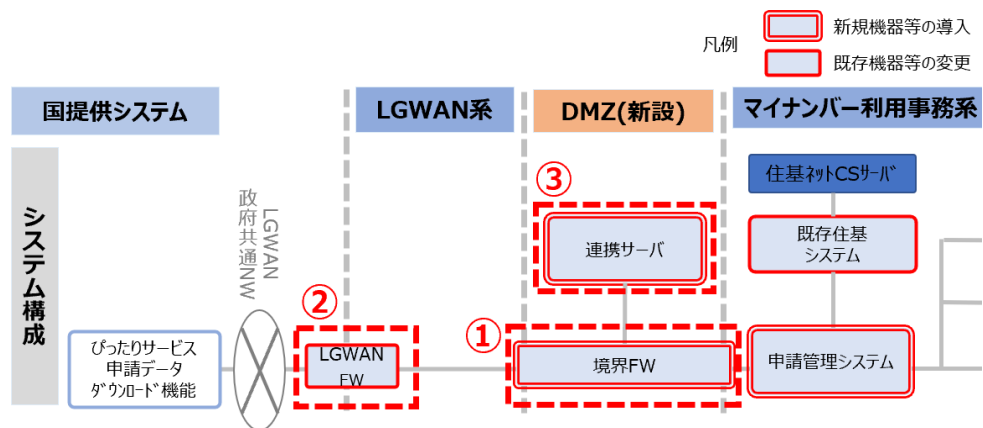 凡例
新規機器等の導入
既存機器等の変更
国提供システム
LGWAN系
DMZ(新設)
マイナンバー利用事務系
システム構成
LGWAN
政府共通NW
③
住基ネットCSサーバ
連携サーバ
既存住基
システム
②
①
ぴったりサービス
申請データ
ダウンロード機能
LGWAN
FW
境界FW
申請管理システム